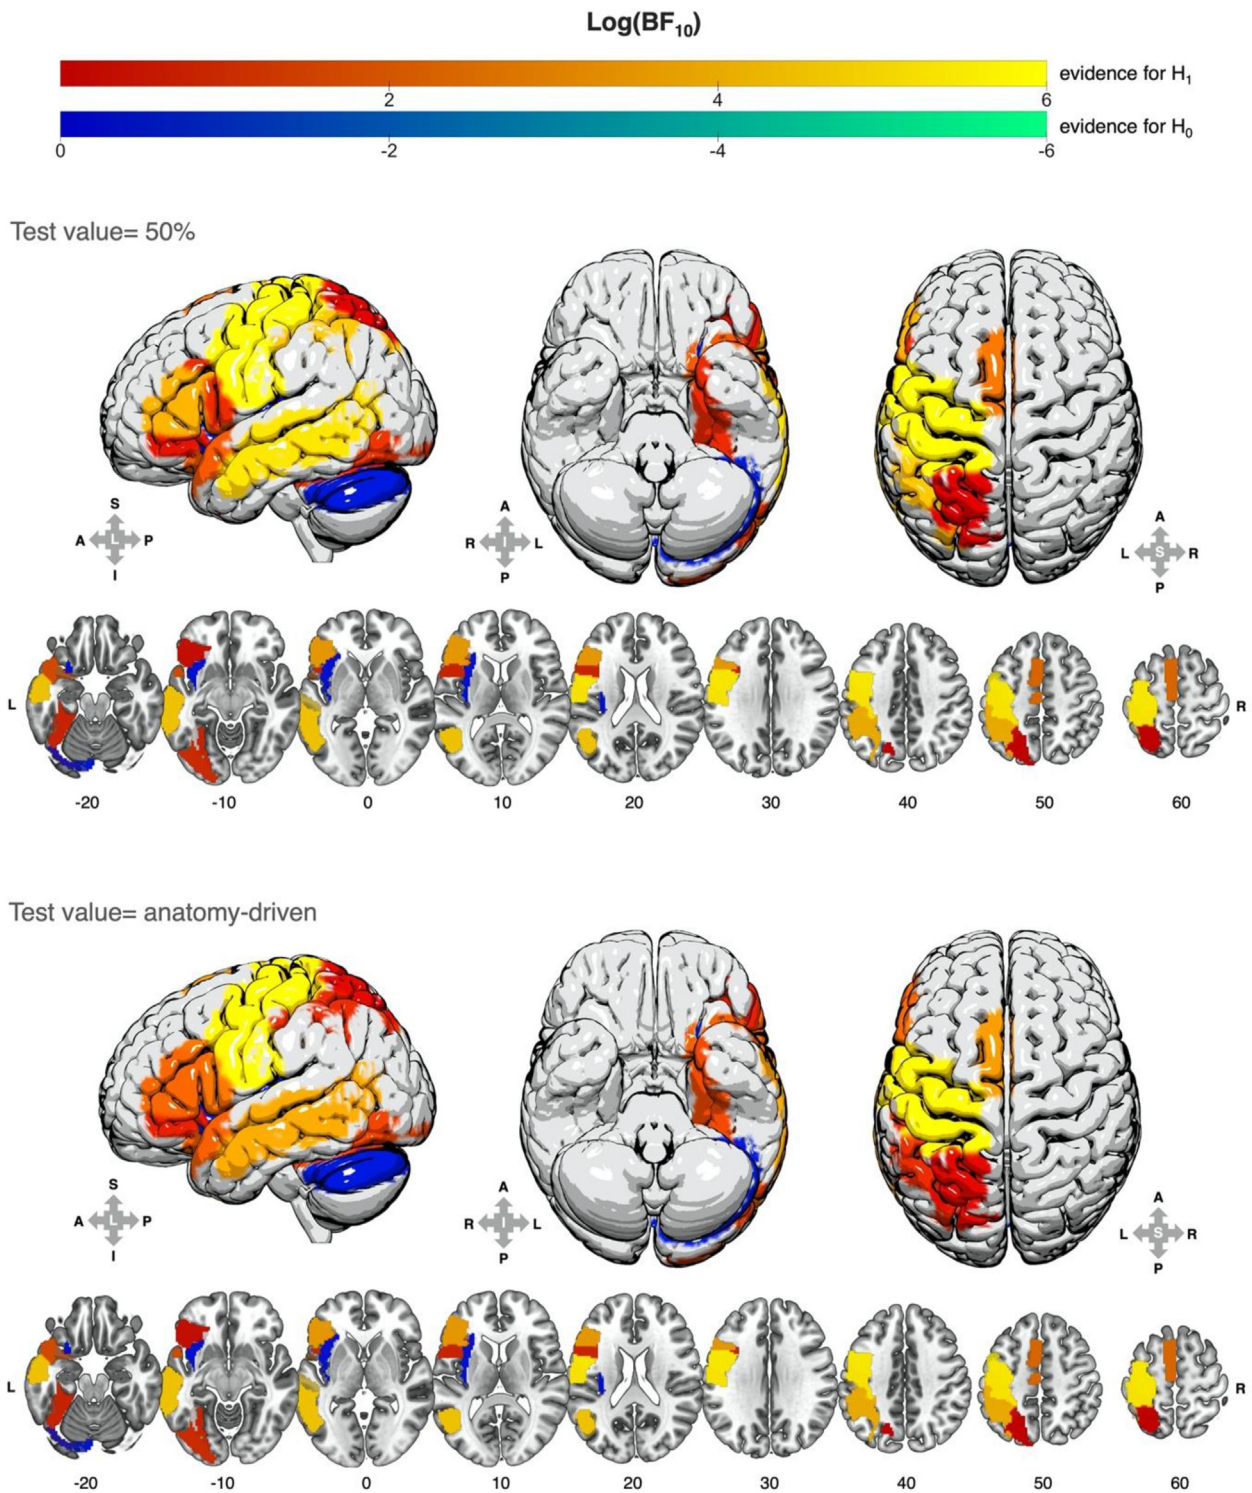 Log(BF₁₀)
evidence for H₁
2 4 6
evidence for H₀
0 -2 -4 -6
Test value= 50%
S
A L P
I
A
R I L
P
A
L S R
P
L R
-20 -10 0 10 20 30 40 50 60
Test value= anatomy-driven
S
A L P
I
A
R I L
P
A
L S R
P
L R
-20 -10 0 10 20 30 40 50 60